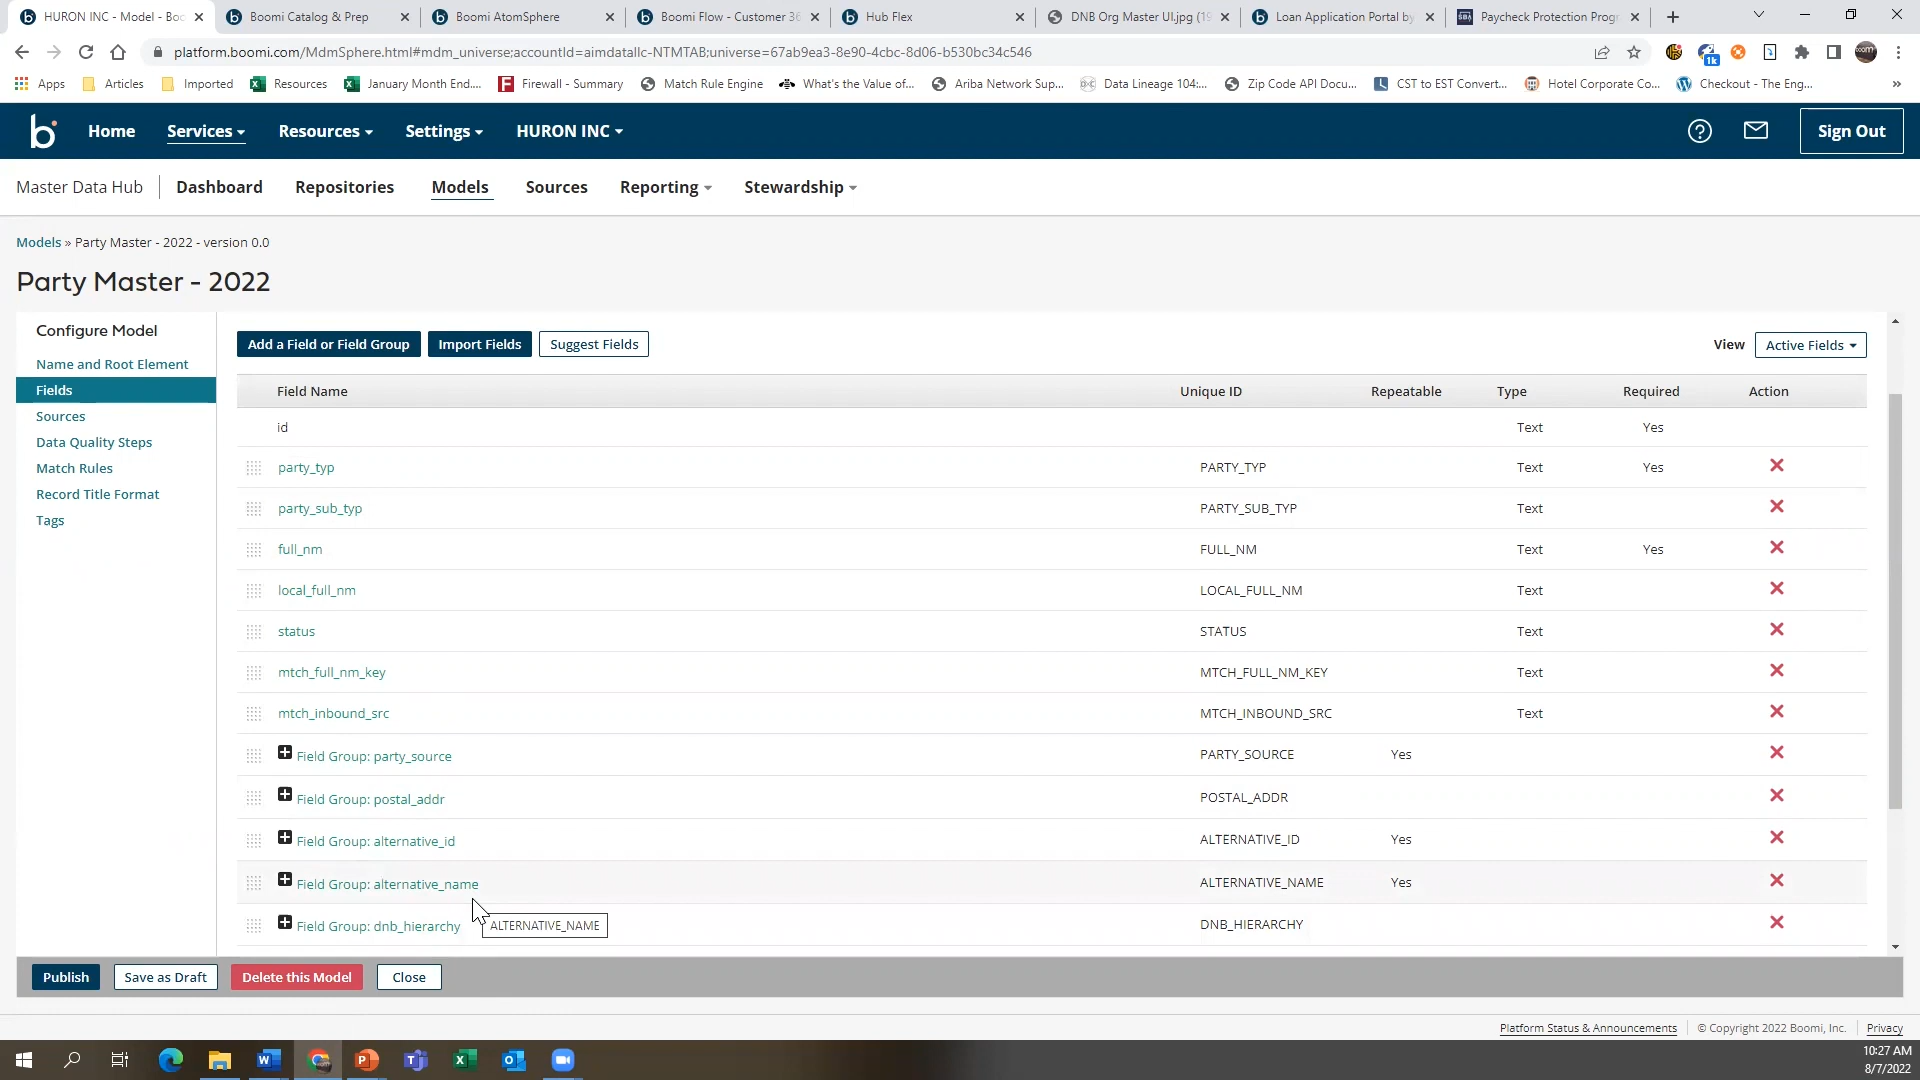 HURON INC - Model - Boo
Boomi Catalog & Prep
Boomi AtomSphere
Boomi Flow - Customer 36
Hub Flex
DNB Org Master UI.jpg (19
Loan Application Portal by
Paycheck Protection Progr
platform.boomi.com/MdmSphere.html#mdm_universe;accountId=aimdatallc-NTMTAB;universe=67ab9ea3-8e90-4cbc-8d06-b530bc34c546
1k
Apps
Articles
Imported
Resources
January Month End....
Firewall - Summary
Match Rule Engine
What's the Value of...
Ariba Network Sup...
Data Lineage 104:...
Zip Code API Docu...
CST to EST Convert...
Hotel Corporate Co...
Checkout - The Eng...
b Home Services Resources Settings HURON INC
Sign Out
Master Data Hub Dashboard Repositories Models Sources Reporting Stewardship
Models » Party Master - 2022 - version 0.0
Party Master - 2022
Configure Model
Name and Root Element
Fields
Sources
Data Quality Steps
Match Rules
Record Title Format
Tags
Add a Field or Field Group Import Fields Suggest Fields View Active Fields
Field Name Unique ID Repeatable Type Required Action
id Text Yes
party_typ PARTY_TYP Text Yes
party_sub_typ PARTY_SUB_TYP Text
full_nm FULL_NM Text Yes
local_full_nm LOCAL_FULL_NM Text
status STATUS Text
mtch_full_nm_key MTCH_FULL_NM_KEY Text
mtch_inbound_src MTCH_INBOUND_SRC Text
Field Group: party_source PARTY_SOURCE Yes
Field Group: postal_addr POSTAL_ADDR
Field Group: alternative_id ALTERNATIVE_ID Yes
Field Group: alternative_name ALTERNATIVE_NAME Yes
Field Group: dnb_hierarchy DNB_HIERARCHY
ALTERNATIVE_NAME
Publish Save as Draft Delete this Model Close
Platform Status & Announcements © Copyright 2022 Boomi, Inc. Privacy
10:27 AM
8/7/2022